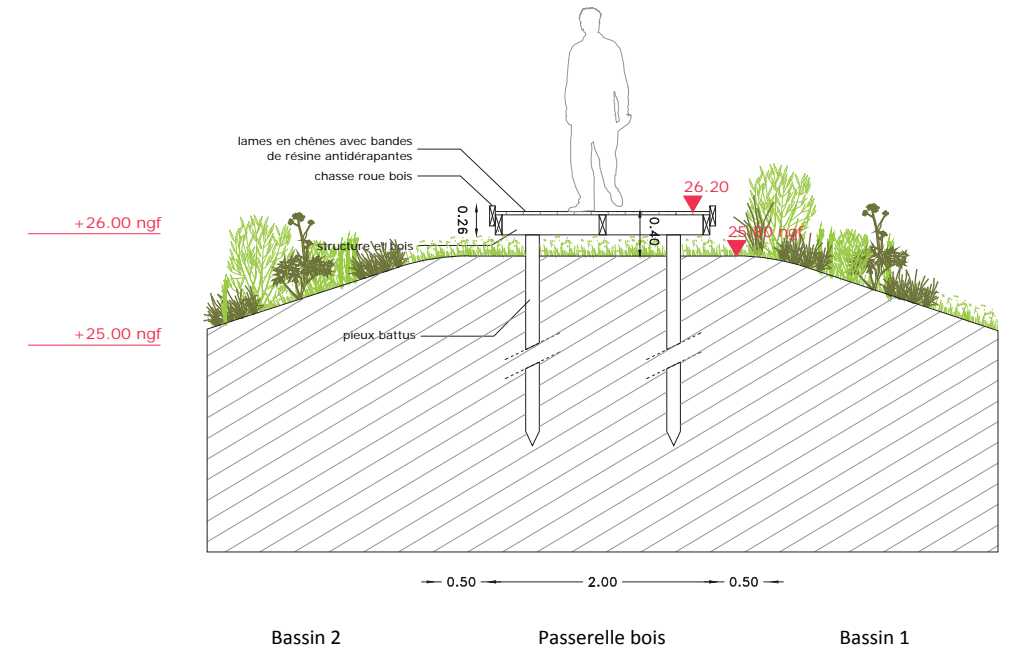 lames en chênes avec bandes
de résine antidérapantes
chasse roue bois
26.20
+26.00 ngf
0.26
0.40
25.80 ngf
structure et bois
+25.00 ngf
pieux battus
0.50
2.00
0.50
Bassin 2
Passerelle bois
Bassin 1